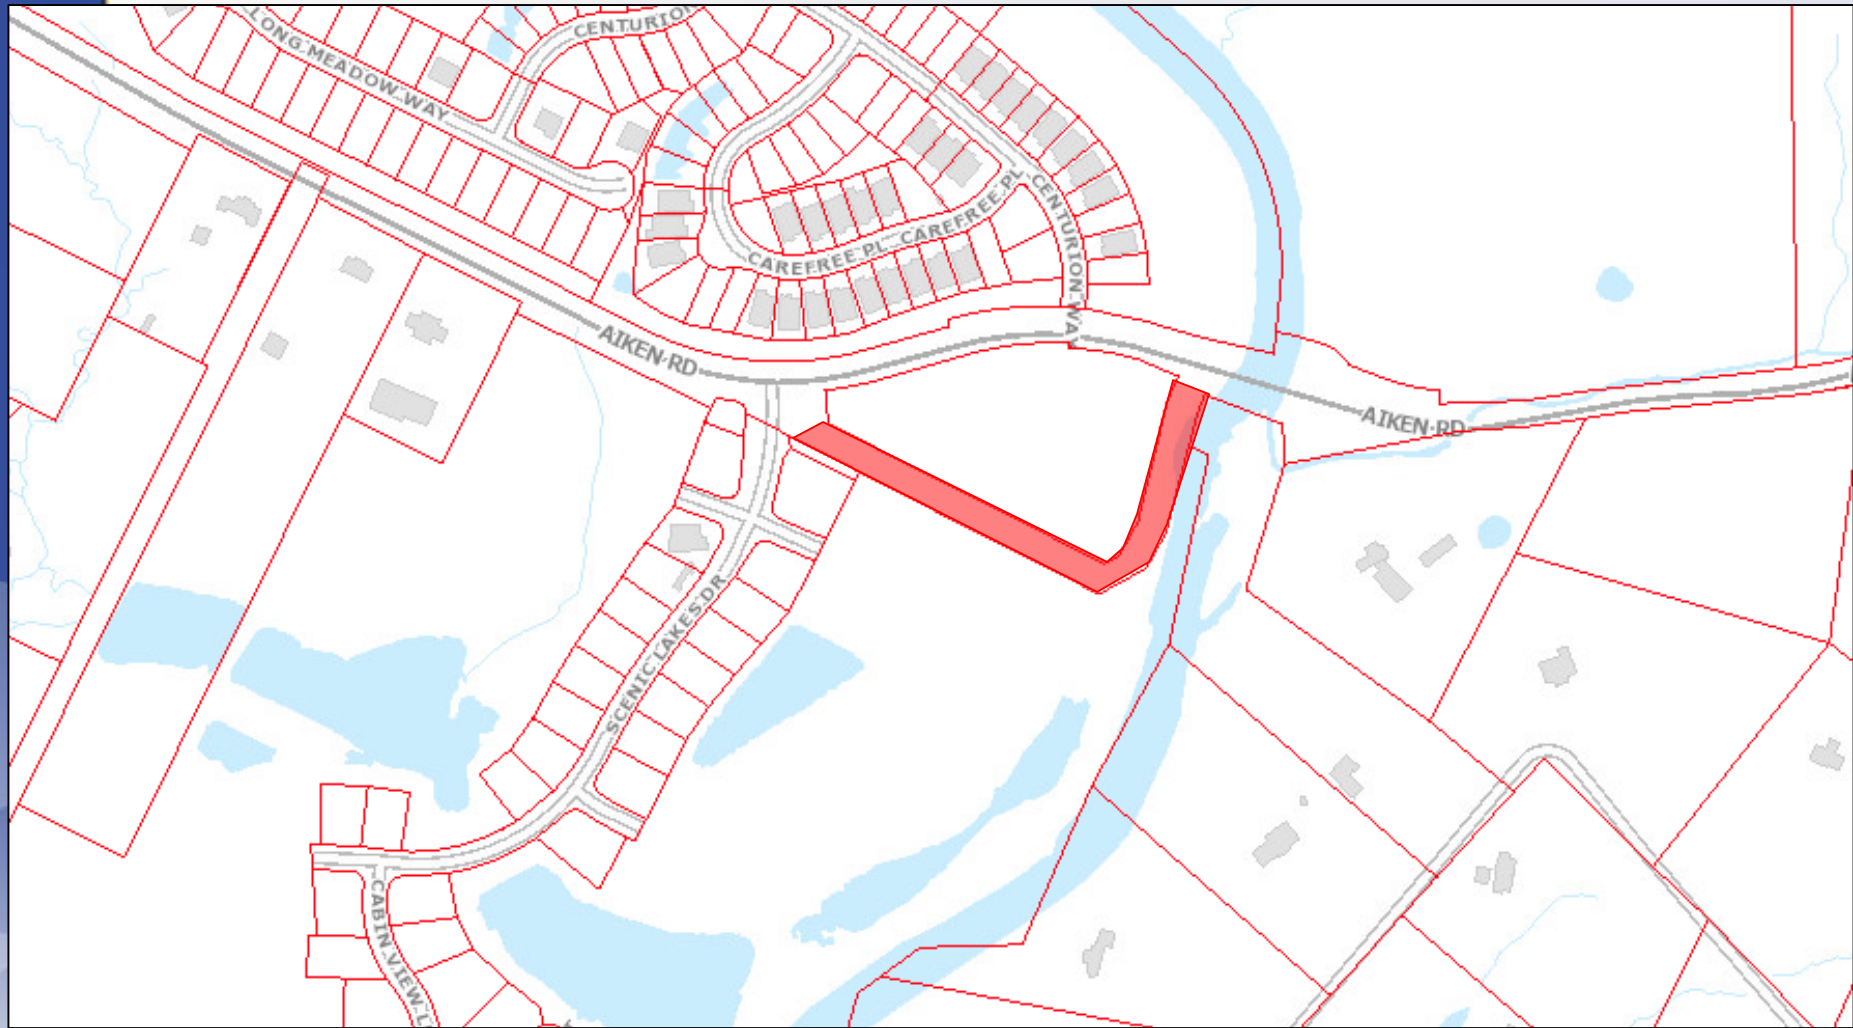 LONG MEADOW WAY
CENTURION
CENTURION WAY
CAREFREE PL
CAREFREE PL
AIKEN RD
AIKEN RD
SCENIC LAKES DR
CABIN VIEW L